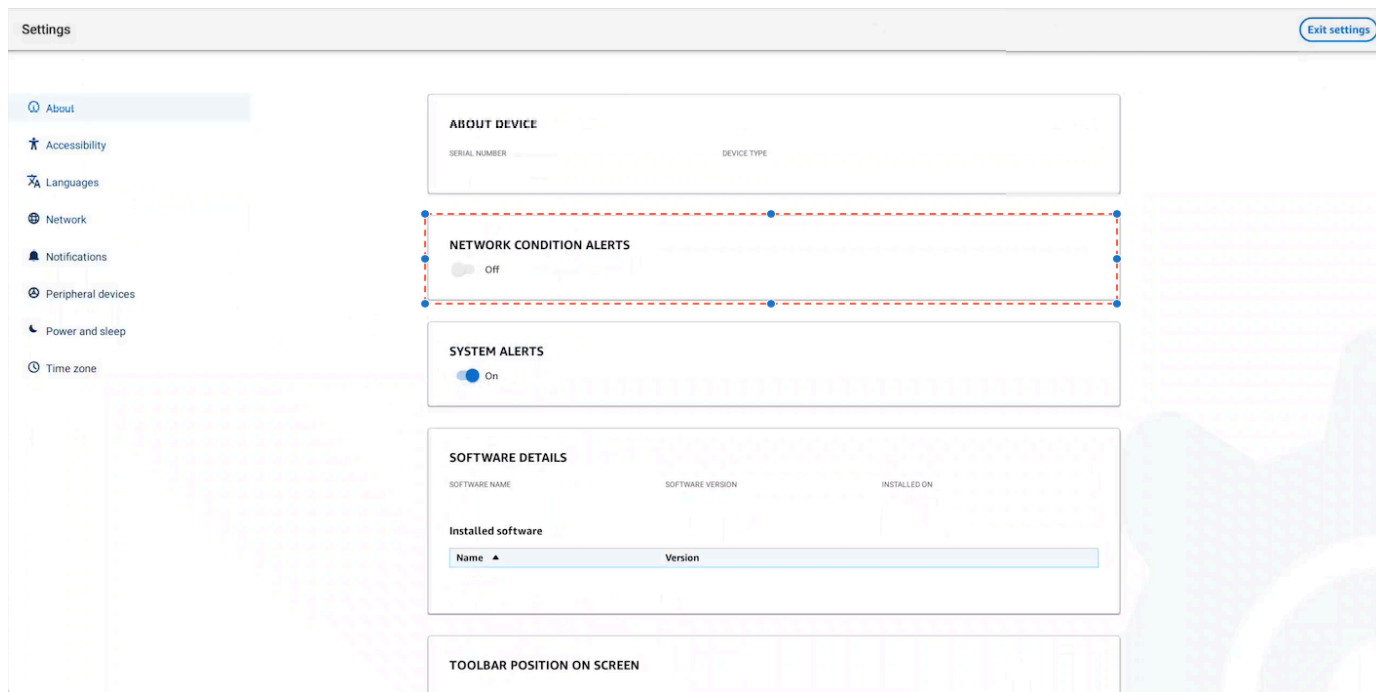 Settings
Exit settings
About
Accessibility
Languages
Network
Notifications
Peripheral devices
Power and sleep
Time zone
ABOUT DEVICE
SERIAL NUMBER DEVICE TYPE
NETWORK CONDITION ALERTS
Off
SYSTEM ALERTS
On
SOFTWARE DETAILS
SOFTWARE NAME SOFTWARE VERSION INSTALLED ON
Installed software
Name Version
TOOLBAR POSITION ON SCREEN